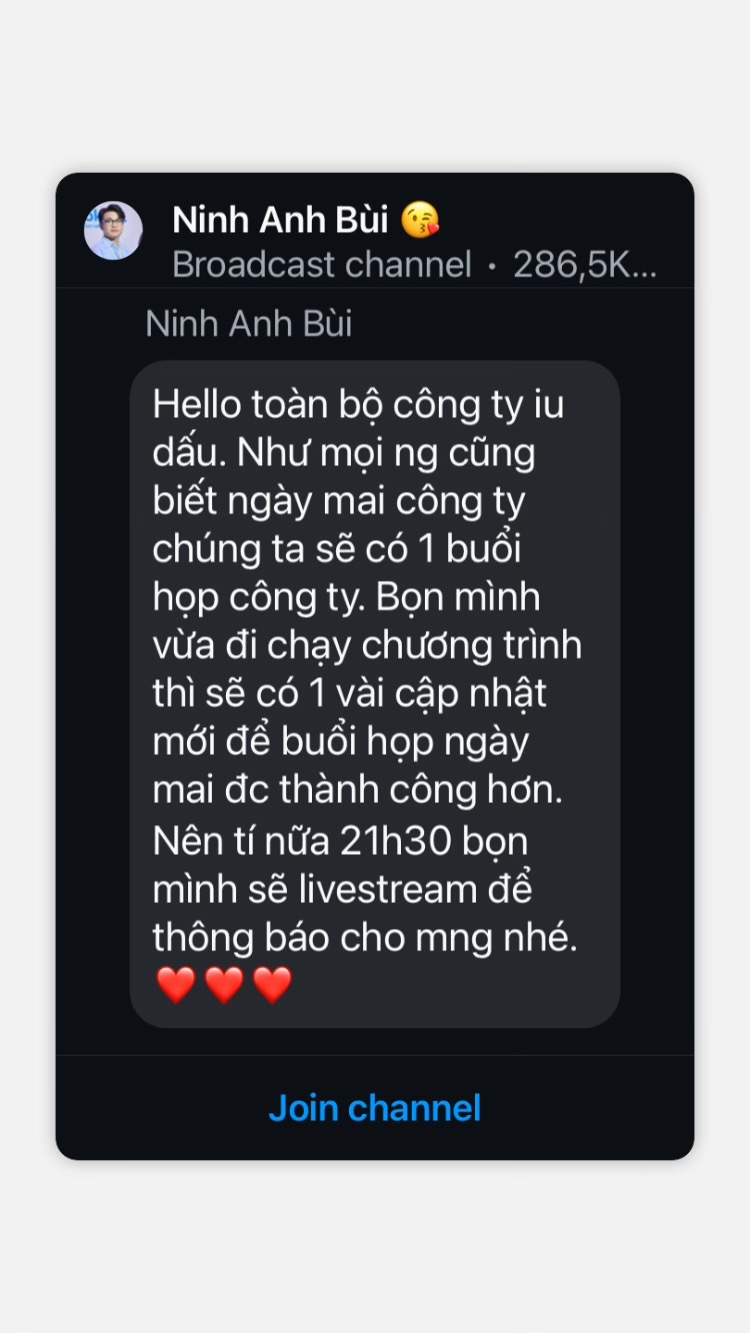 Ninh Anh Bùi 😘
Broadcast channel • 286,5K...
Ninh Anh Bùi
Hello toàn bộ công ty iu
dấu. Như mọi ng cũng
biết ngày mai công ty
chúng ta sẽ có 1 buổi
họp công ty. Bọn mình
vừa đi chạy chương trình
thì sẽ có 1 vài cập nhật
mới để buổi họp ngày
mai đc thành công hơn.
Nên tí nữa 21h30 bọn
mình sẽ livestream để
thông báo cho mng nhé.
❤️❤️❤️
Join channel